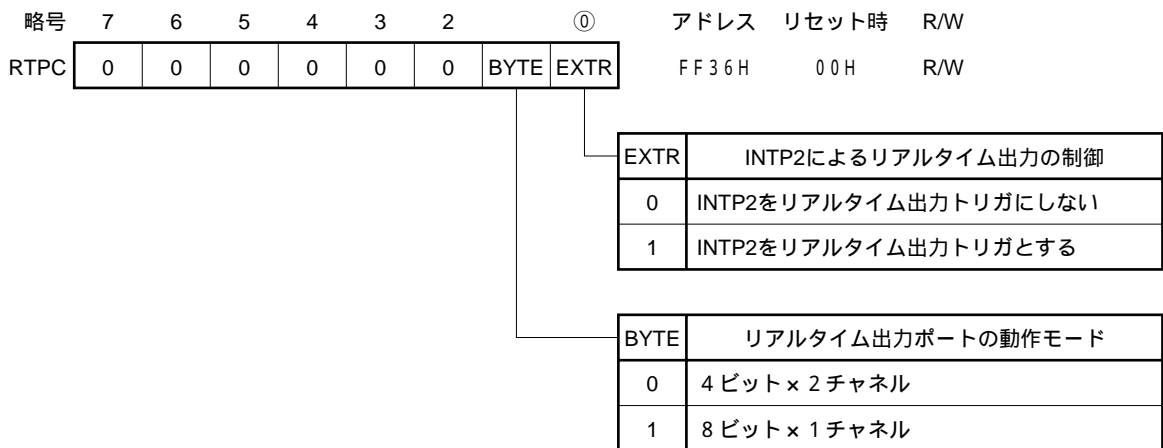 略号 7 6 5 4 3 2 ⓪ アドレス リセット時 R/W
RTPC 0 0 0 0 0 0 BYTE EXTR FF36H 00H R/W
EXTR INTP2によるリアルタイム出力の制御
0 INTP2をリアルタイム出力トリガにしない
1 INTP2をリアルタイム出力トリガとする
BYTE リアルタイム出力ポートの動作モード
0 4ビット×2チャネル
1 8ビット×1チャネル